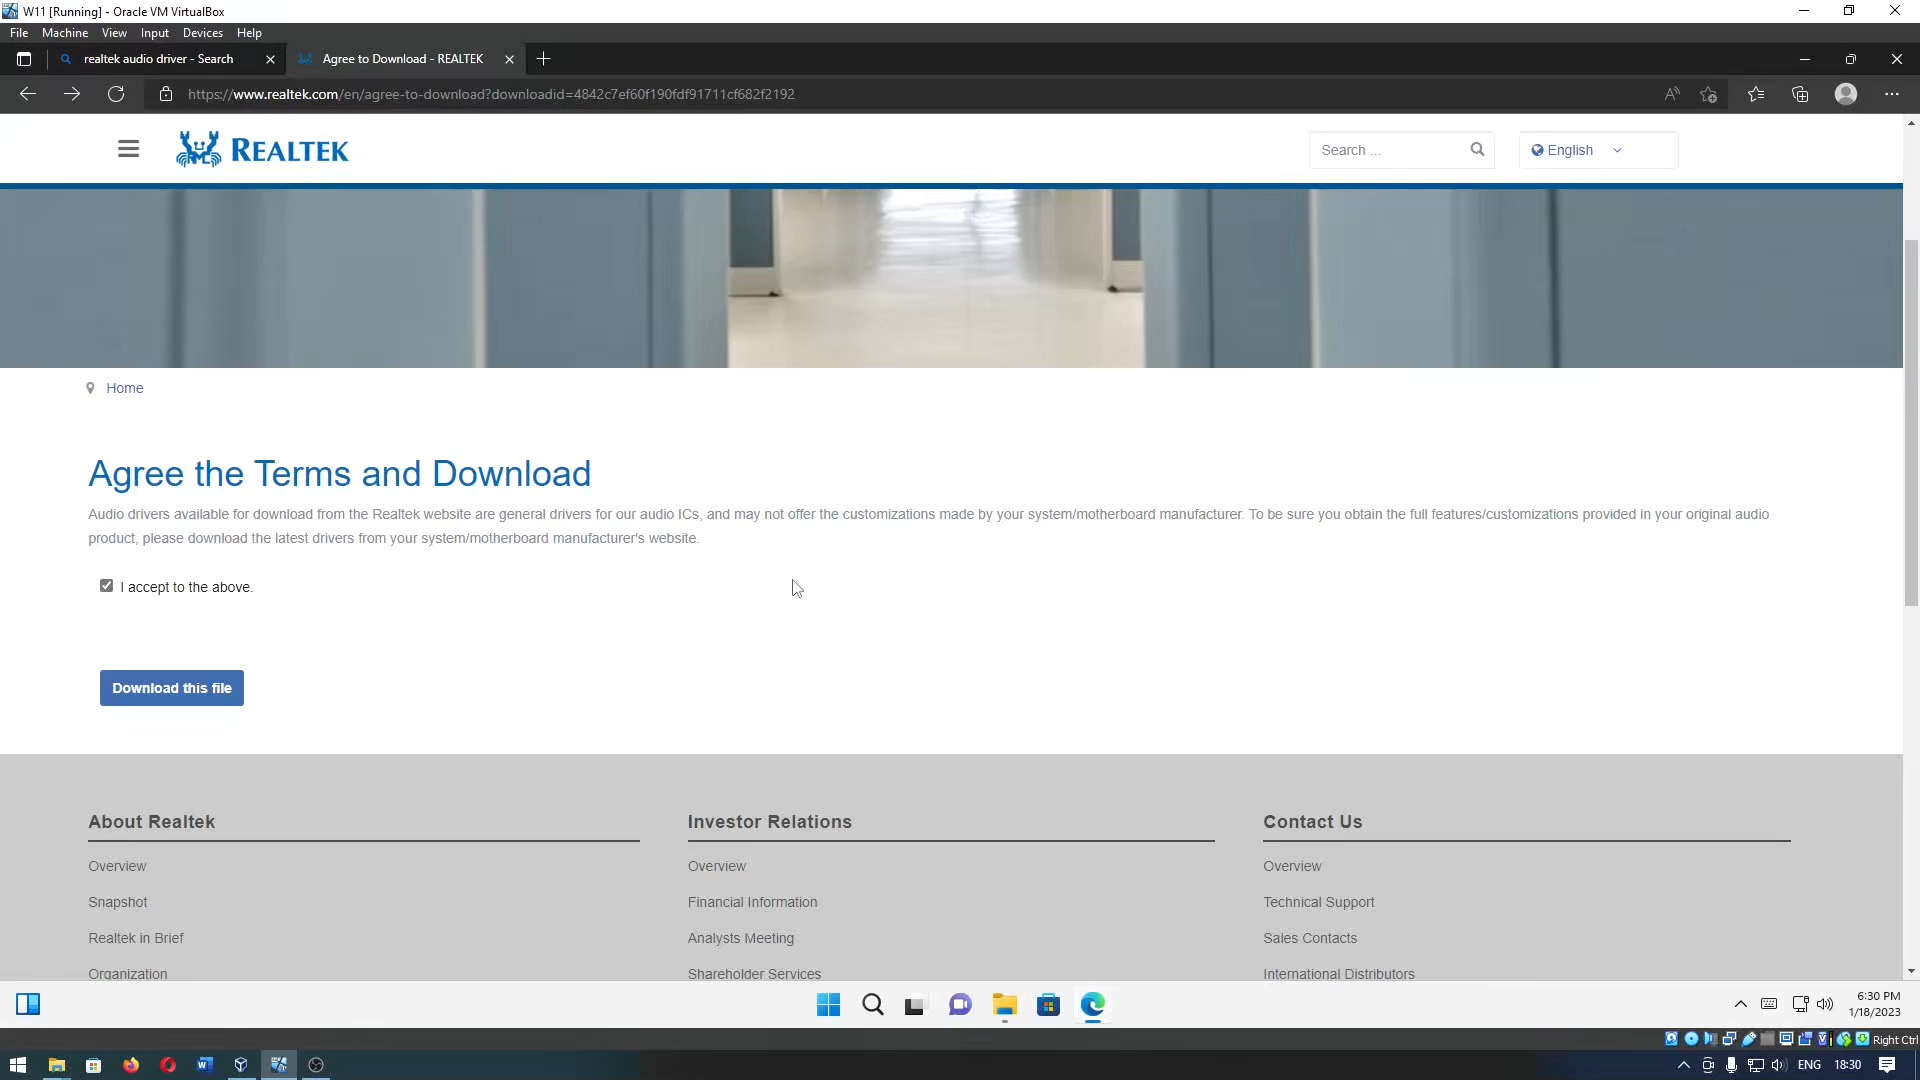 W11 [Running] - Oracle VM VirtualBox
File Machine View Input Devices Help
realtek audio driver - Search
Agree to Download - REALTEK
https://www.realtek.com/en/agree-to-download?downloadid=4842c7ef60f190fdf91711cf682f2192
REALTEK
Search ...
English
Home
Agree the Terms and Download
Audio drivers available for download from the Realtek website are general drivers for our audio ICs, and may not offer the customizations made by your system/motherboard manufacturer. To be sure you obtain the full features/customizations provided in your original audio
product, please download the latest drivers from your system/motherboard manufacturer's website.
I accept to the above.
Download this file
About Realtek
Overview
Snapshot
Realtek in Brief
Organization
Investor Relations
Overview
Financial Information
Analysts Meeting
Shareholder Services
Contact Us
Overview
Technical Support
Sales Contacts
International Distributors
6:30 PM
1/18/2023
Right Ctrl
ENG 18:30